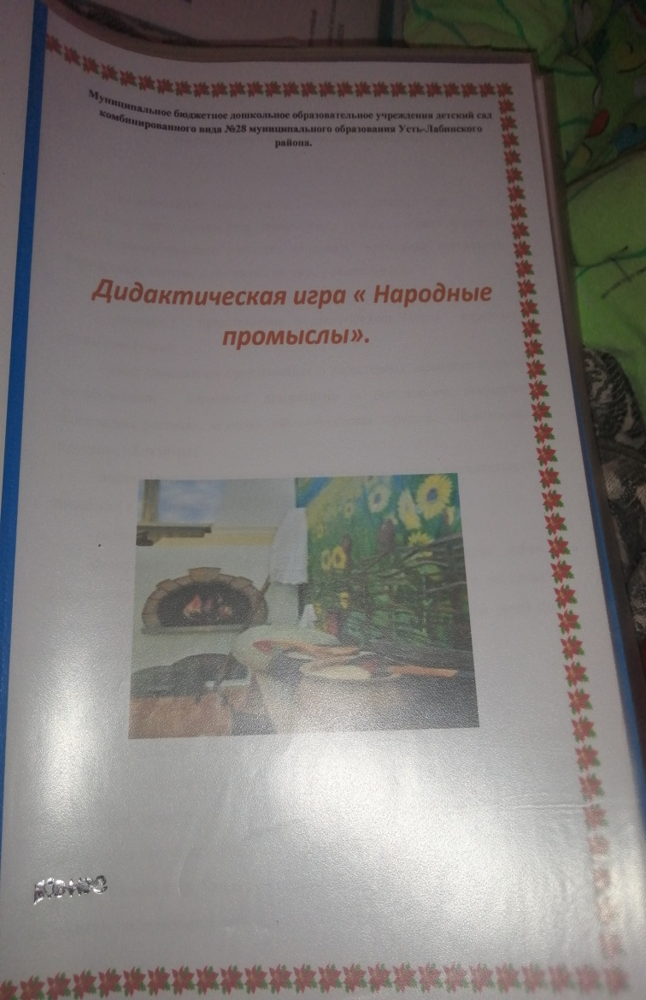 Муниципальное бюджетное дошкольное образовательное учреждения детский сад
комбинированного вида №28 муниципального образования Усть-Лабинского
района.
Дидактическая игра « Народные
промыслы».